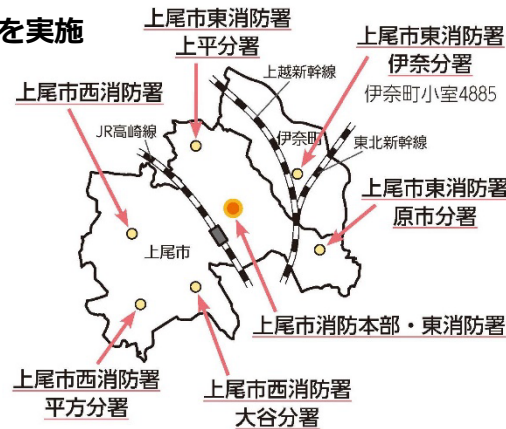 を実施
上尾市東消防署
上平分署
上尾市東消防署
伊奈分署
伊奈町小室4885
上越新幹線
上尾市西消防署
JR高崎線
伊奈町
東北新幹線
上尾市東消防署
原市分署
上尾市
上尾市消防本部・東消防署
上尾市西消防署
平方分署
上尾市西消防署
大谷分署